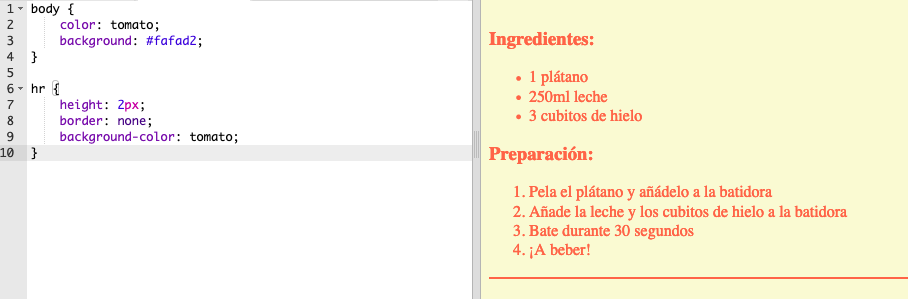 1 body {
2 color: tomato;
3 background: #fafad2;
4 }
5
6 hr {
7 height: 2px;
8 border: none;
9 background-color: tomato;
10 }
Ingredientes:
• 1 plátano
• 250ml leche
• 3 cubitos de hielo
Preparación:
1. Pela el plátano y añádelo a la batidora
2. Añade la leche y los cubitos de hielo a la batidora
3. Bate durante 30 segundos
4. ¡A beber!